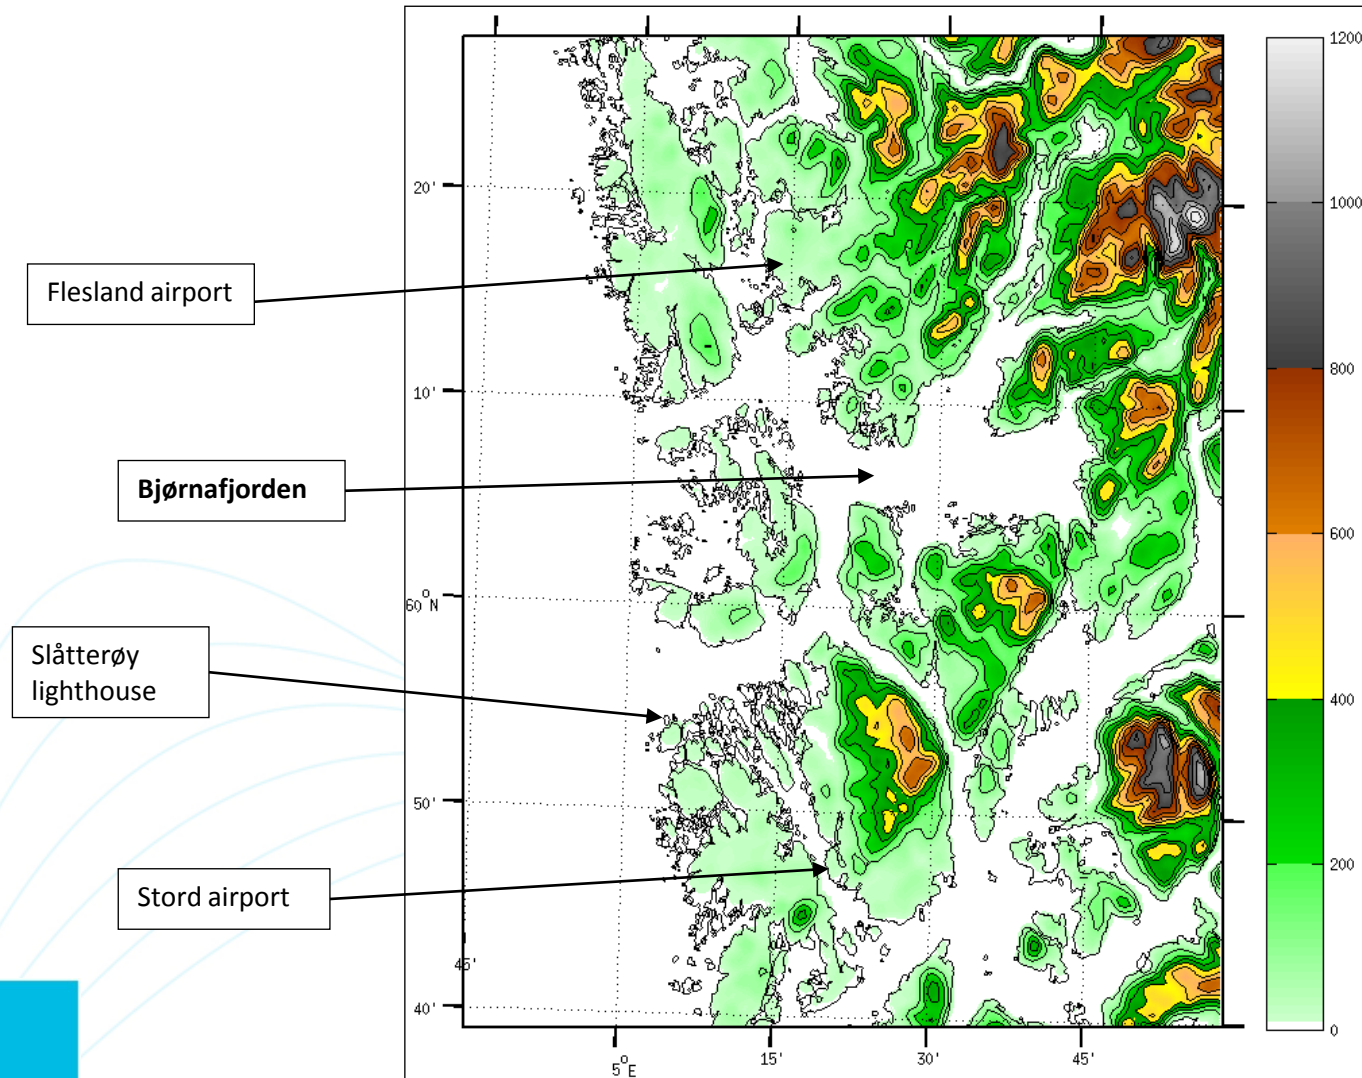 Flesland airport
Bjørnafjorden
Slåtterøy
lighthouse
Stord airport
20'
10'
60°N
50'
45'
40'
5°E
15'
30'
45'
1200
1000
800
600
400
200
0